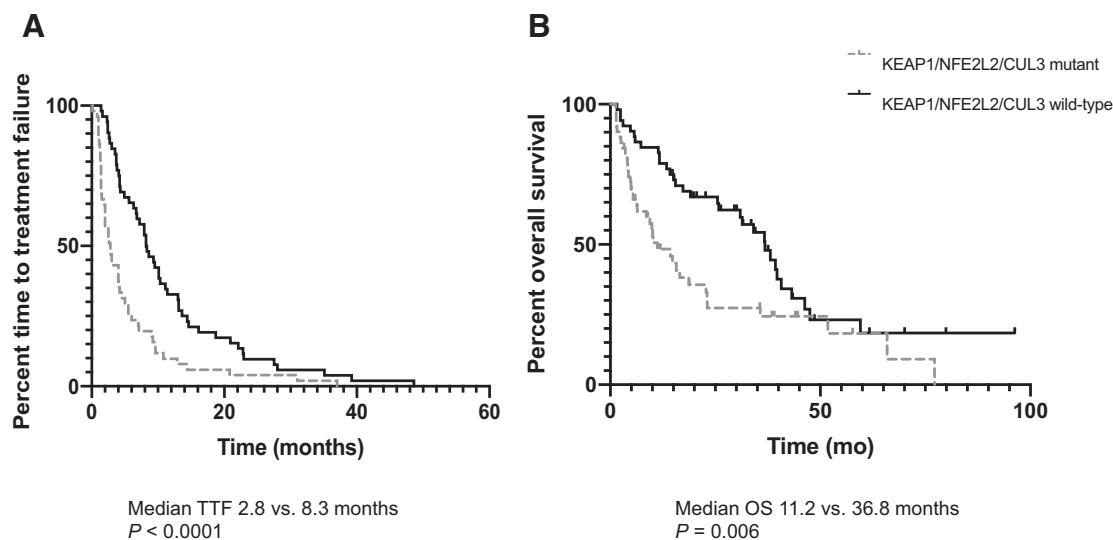 A
Percent time to treatment failure
100
50
0
0
20
40
60
Time (months)
Median TTF 2.8 vs. 8.3 months
P < 0.0001
B
KEAP1/NFE2L2/CUL3 mutant
KEAP1/NFE2L2/CUL3 wild-type
Percent overall survival
100
50
0
0
50
100
Time (mo)
Median OS 11.2 vs. 36.8 months
P = 0.006